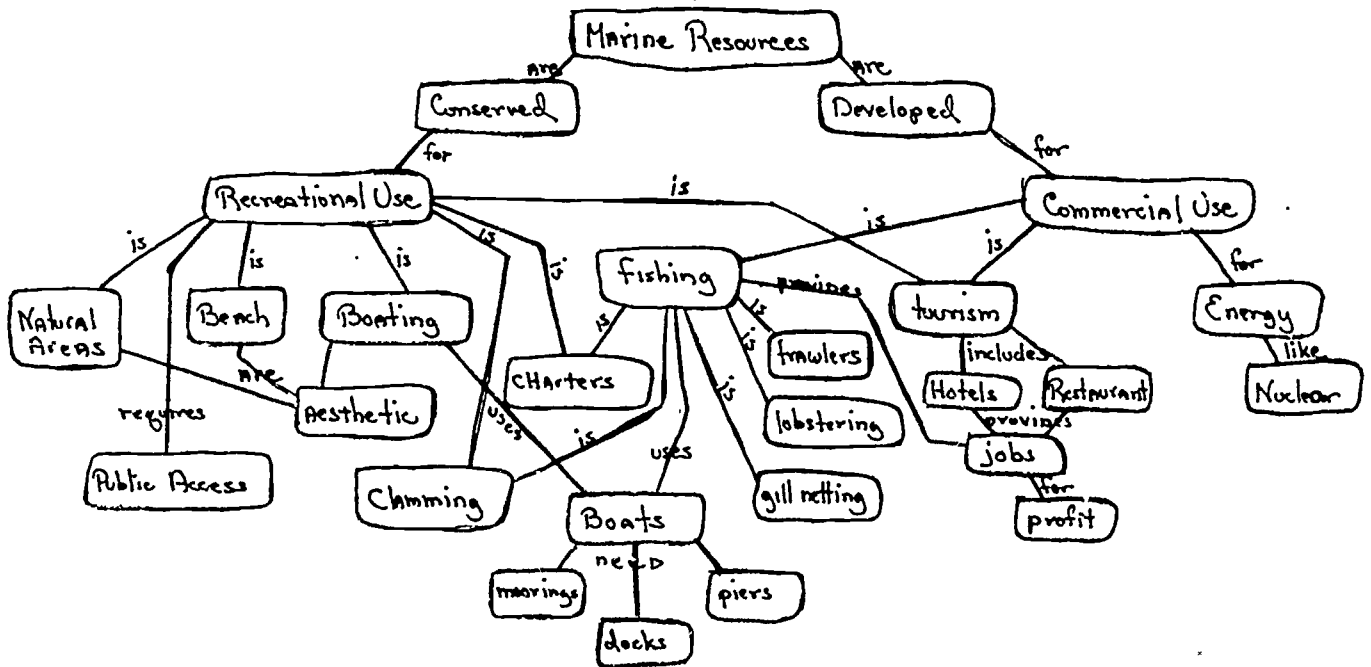 Marine Resources
Are
Are
Conserved
Developed
for
for
Recreational Use
is
Commercial Use
is
is
is
is
is
is
is
for
Fishing
provides
tourism
Energy
Natural
Areas
Beach
Boating
is
is
is
trawlers
includes
like
CHarters
Are
Aesthetic
Hotels
Restaurant
Nuclear
is
requires
uses
is
lobstering
provides
uses
jobs
Public Access
Clamming
gill netting
for
Boats
profit
need
moorings
piers
docks